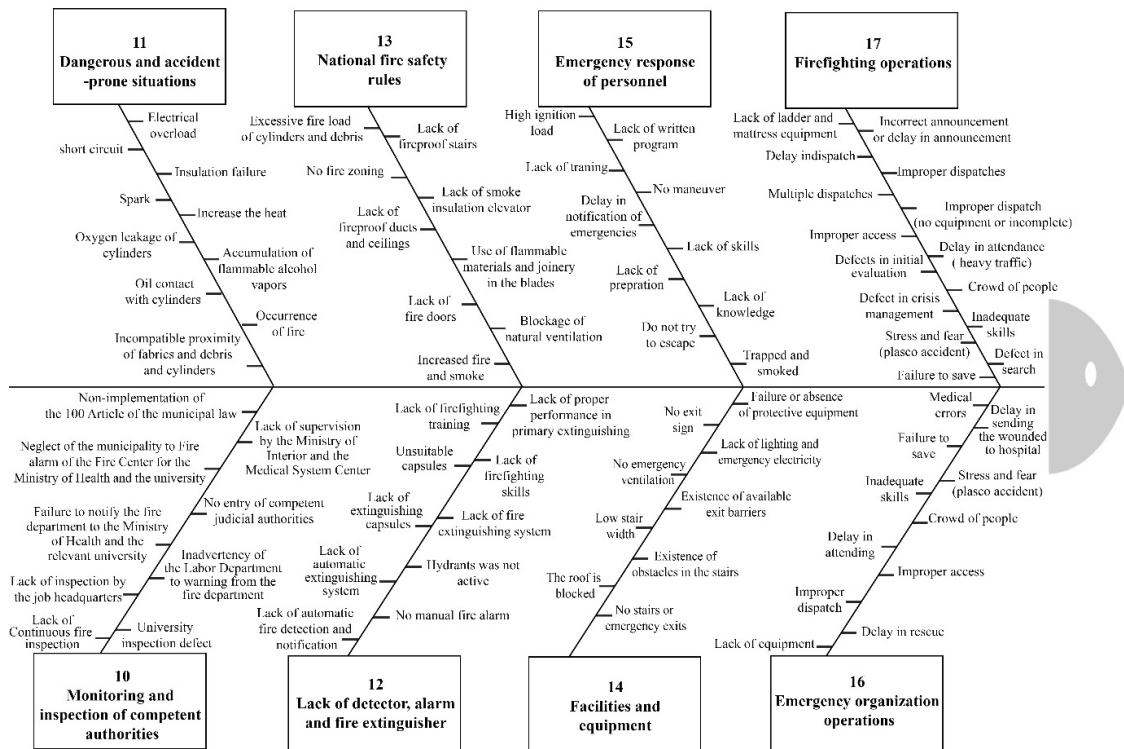 11
Dangerous and accident
-prone situations
13
National fire safety
rules
15
Emergency response
of personnel
17
Firefighting operations
Electrical
overload
short circuit
Insulation failure
Spark
Increase the heat
Oxygen leakage of
cylinders
Accumulation of
flammable alcohol
vapors
Oil contact
with cylinders
Occurrence
of fire
Incompatible proximity
of fabrics and debris
and cylinders
Excessive fire load
of cylinders and debris
Lack of
fireproof stairs
No fire zoning
Lack of smoke
insulation elevator
Lack of
fireproof ducts
and ceilings
Use of flammable
materials and joinery
in the blades
Lack of
fire doors
Blockage of
natural ventilation
Increased fire
and smoke
High ignition
load
Lack of written
program
Lack of traning
No maneuver
Delay in
notification of
emergencies
Lack of skills
Lack of
prepration
Lack of
knowledge
Do not try
to escape
Trapped and
smoked
Lack of ladder and
mattress equipment
Incorrect announcement
or delay in announcement
Delay indispatch
Improper dispatches
Multiple dispatches
Improper dispatch
(no equipment or incomplete)
Improper access
Delay in attendance
( heavy traffic)
Defects in initial
evaluation
Crowd of people
Defect in crisis
management
Inadequate
skills
Stress and fear
(plasco accident)
Defect in
search
Failure to save
Non-implementation of
the 100 Article of the municipal law
Lack of supervision
by the Ministry of
Interior and the
Medical System Center
Neglect of the municipality to Fire
alarm of the Fire Center for the
Ministry of Health and the university
No entry of competent
judicial authorities
Failure to notify the fire
department to the Ministry
of Health and the
relevant university
Inadvertency of
the Labor Department
to warning from the
fire department
Lack of inspection by
the job headquarters
Lack of
Continuous fire
inspection
University
inspection defect
Lack of firefighting
training
Lack of proper
performance in
primary extinguishing
Unsuitable
capsules
Lack of
firefighting
skills
Lack of
extinguishing
capsules
Lack of fire
extinguishing system
Lack of
automatic
extinguishing
system
Hydrants was not
active
Lack of automatic
fire detection and
notification
No manual fire alarm
No exit
sign
Failure or absence
of protective equipment
No emergency
ventilation
Lack of lighting and
emergency electricity
Low stair
width
Existence of available
exit barriers
The roof is
blocked
Existence of
obstacles in the stairs
No stairs or
emergency exits
Medical
errors
Delay in
sending
the wounded
to hospital
Failure to
save
Stress and fear
(plasco accident)
Inadequate
skills
Crowd of people
Delay in
attending
Improper access
Improper
dispatch
Delay in rescue
Lack of equipment
10
Monitoring and
inspection of competent
authorities
12
Lack of detector, alarm
and fire extinguisher
14
Facilities and
equipment
16
Emergency organization
operations